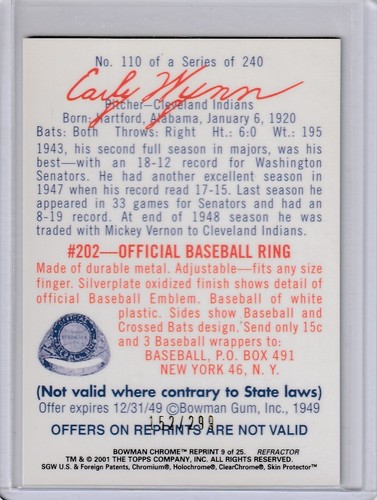 No. 110 of a Series of 240
Early Wynn
Pitcher—Cleveland Indians
Born: Hartford, Alabama, January 6, 1920
Bats: Both Throws: Right Ht.: 6:0 Wt.: 195
1943, his second full season in majors, was his
best—with an 18-12 record for Washington
Senators. He had another excellent season in
1947 when his record read 17-15. Last season he
appeared in 33 games for Senators and had an
8-19 record. At end of 1948 season he was
traded with Mickey Vernon to Cleveland Indians.
#202—OFFICIAL BASEBALL RING
Made of durable metal. Adjustable—fits any size
finger. Silverplate oxidized finish shows detail of
official Baseball Emblem. Baseball of white
plastic. Sides show Baseball and
Crossed Bats design. Send only 15c
and 3 Baseball wrappers to:
BASEBALL, P.O. BOX 491
NEW YORK 46, N. Y.
(Not valid where contrary to State laws)
Offer expires 12/31/49 ©Bowman Gum, Inc., 1949
152/299
OFFERS ON REPRINTS ARE NOT VALID
BOWMAN CHROME® REPRINT 9 of 25. REFRACTOR
TM & © 2001 THE TOPPS COMPANY, INC. ALL RIGHTS RESERVED.
SGW U.S. & Foreign Patents, Chromium®, Holochrome®, ClearChrome®, Skin Protector™